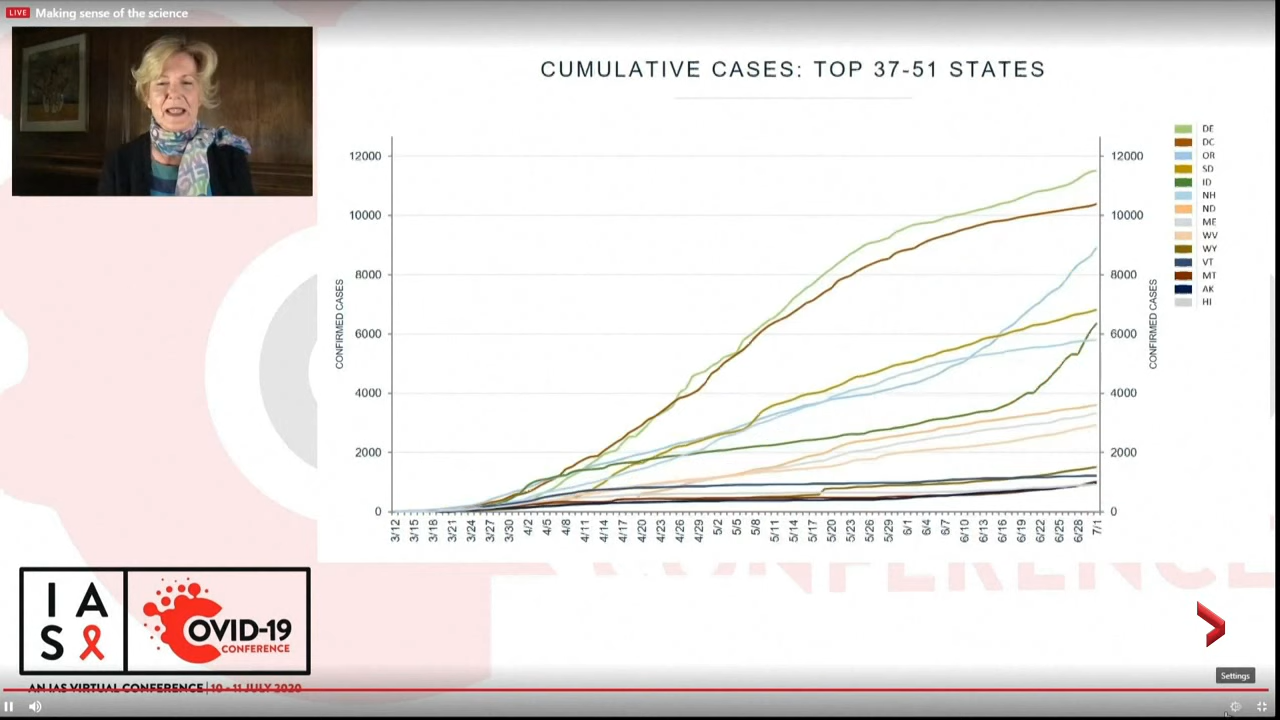 LIVE Making sense of the science
CUMULATIVE CASES: TOP 37-51 STATES
CONFIRMED CASES
12000
10000
8000
6000
4000
2000
0
12000
10000
8000
6000
4000
2000
0
CONFIRMED CASES
DE
DC
OR
SD
ID
NH
ND
ME
WV
WY
VT
MT
AK
HI
3/12 3/15 3/18 3/21 3/24 3/27 3/30 4/2 4/5 4/8 4/11 4/14 4/17 4/20 4/23 4/26 4/29 5/2 5/5 5/8 5/11 5/14 5/17 5/20 5/23 5/26 5/29 6/1 6/4 6/7 6/10 6/13 6/16 6/19 6/22 6/25 6/28 7/1
CONFERENCE
IAS
COVID-19
CONFERENCE
AN IAS VIRTUAL CONFERENCE | 10 - 11 JULY 2020
Settings